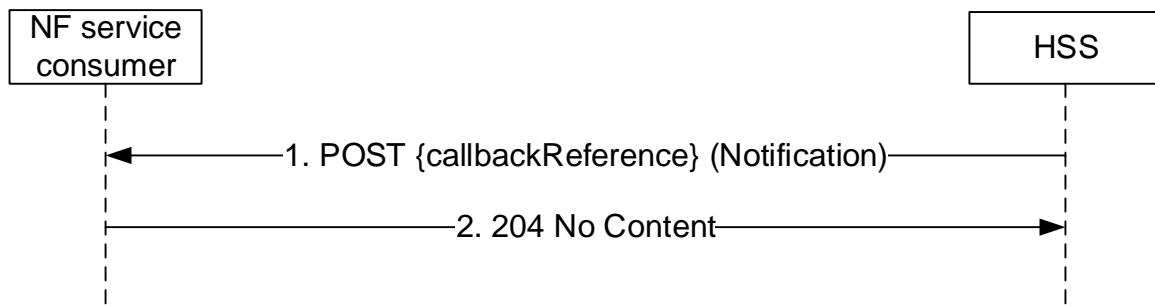 NF service
consumer
HSS
1. POST {callbackReference} (Notification)
2. 204 No Content